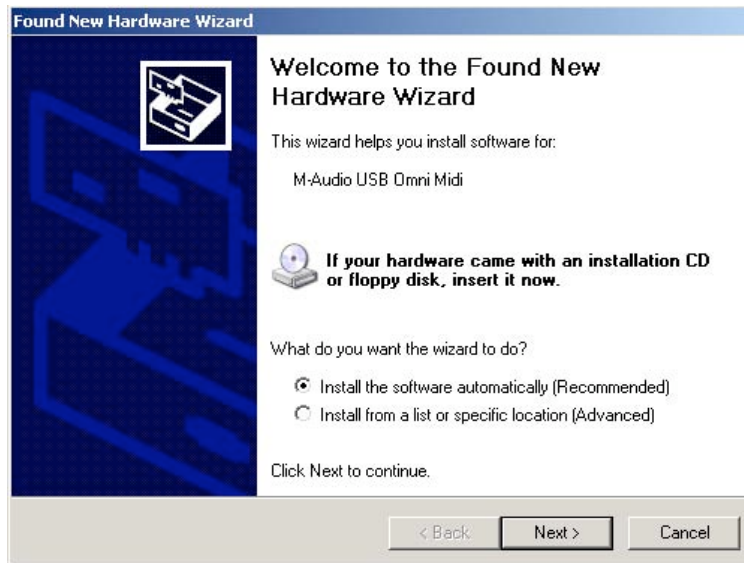 Found New Hardware Wizard
Welcome to the Found New
Hardware Wizard
This wizard helps you install software for:
M-Audio USB Omni Midi
If your hardware came with an installation CD
or floppy disk, insert it now.
What do you want the wizard to do?
Install the software automatically (Recommended)
Install from a list or specific location (Advanced)
Click Next to continue.
< Back Next > Cancel